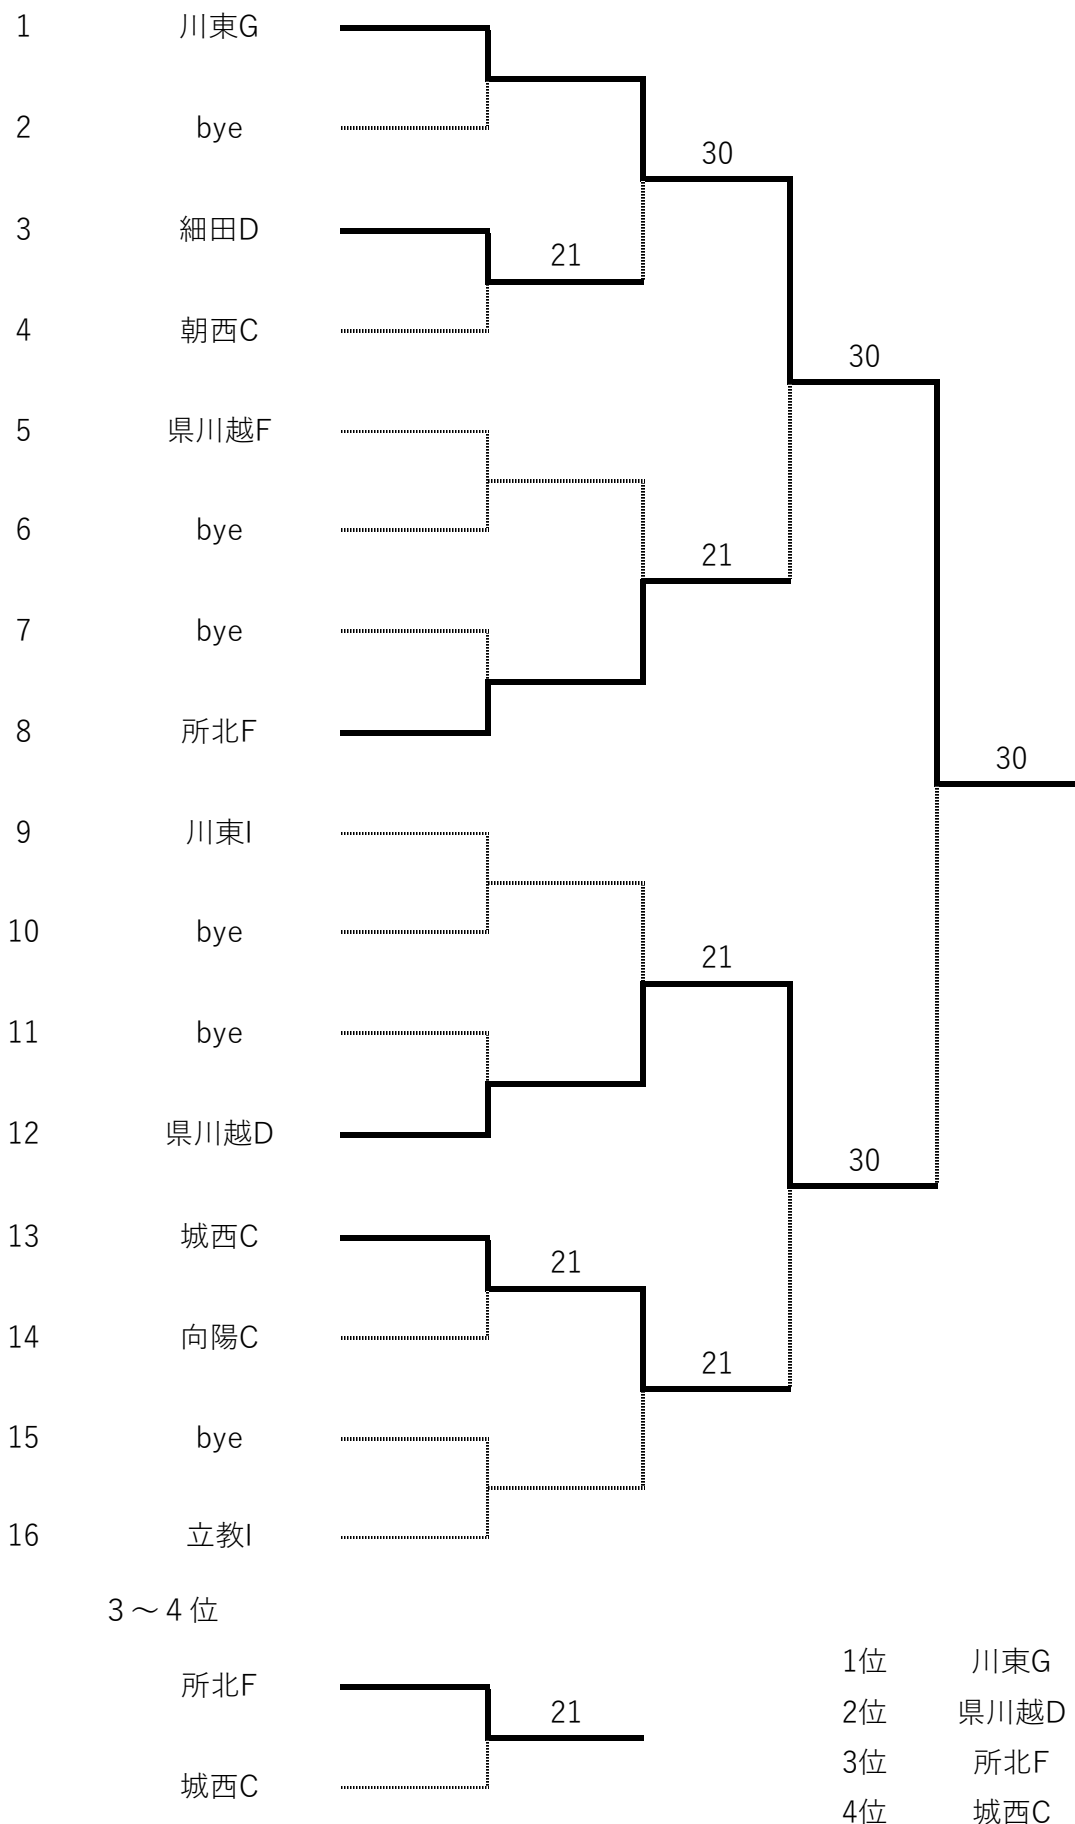 1 川東G
2 bye
30
3 細田D
21
4 朝西C
30
5 県川越F
6 bye
21
7 bye
8 所北F
30
9 川東I
10 bye
21
11 bye
12 県川越D
30
13 城西C
21
14 向陽C
21
15 bye
16 立教I
3～4位
1位 川東G
所北F
21
2位 県川越D
3位 所北F
城西C
4位 城西C